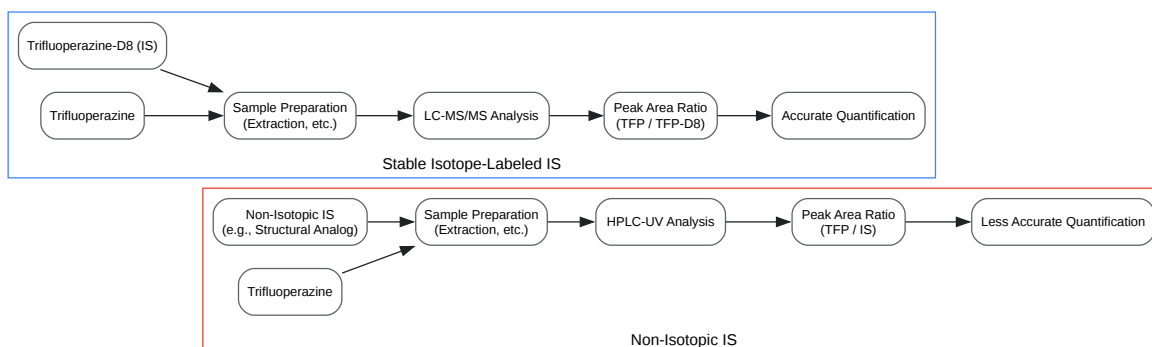 Trifluoperazine-D8 (IS)
Trifluoperazine
Sample Preparation
(Extraction, etc.)
LC-MS/MS Analysis
Peak Area Ratio
(TFP / TFP-D8)
Accurate Quantification
Stable Isotope-Labeled IS
Non-Isotopic IS
(e.g., Structural Analog)
Sample Preparation
(Extraction, etc.)
HPLC-UV Analysis
Peak Area Ratio
(TFP / IS)
Less Accurate Quantification
Trifluoperazine
Non-Isotopic IS